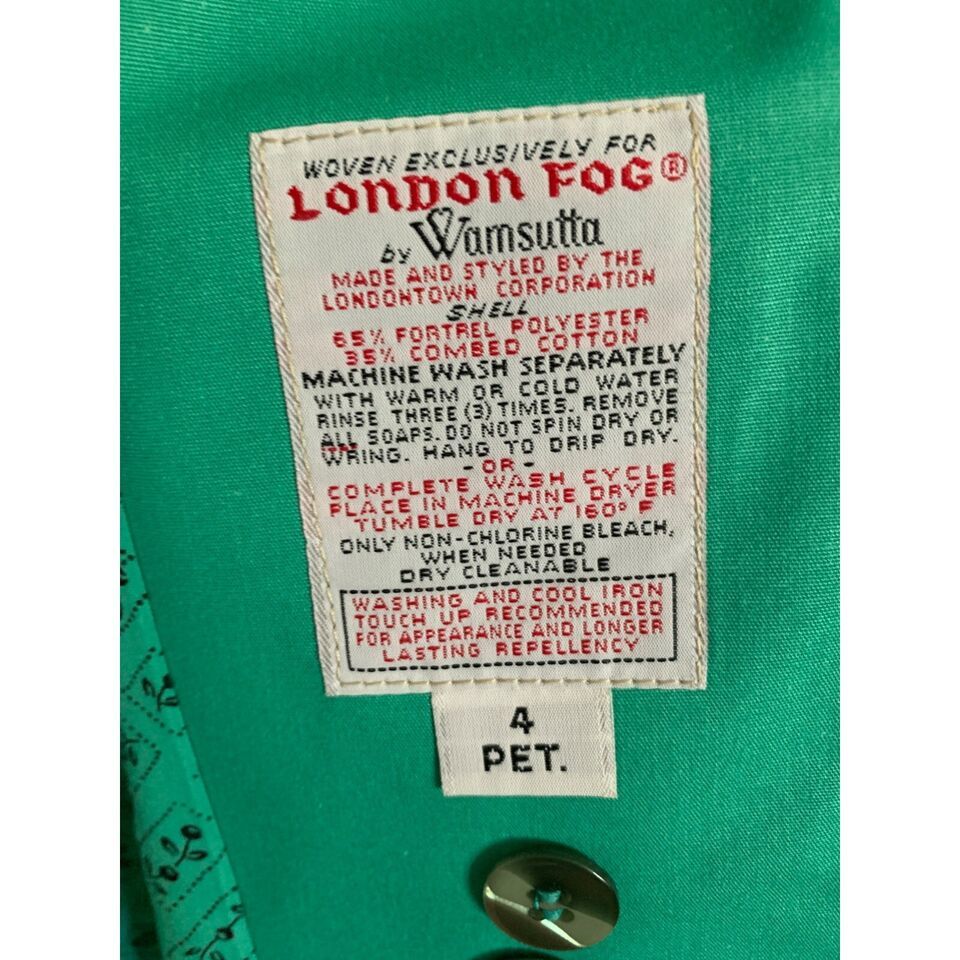 WOVEN EXCLUSIVELY FOR
LONDON FOG®
by Wamsutta
MADE AND STYLED BY THE
LONDONTOWN CORPORATION
SHELL
65% FORTREL POLYESTER
35% COMBED COTTON
MACHINE WASH SEPARATELY
WITH WARM OR COLD WATER
RINSE THREE (3) TIMES. REMOVE
ALL SOAPS. DO NOT SPIN DRY OR
WRING. HANG TO DRIP DRY.
- OR -
COMPLETE WASH CYCLE
PLACE IN MACHINE DRYER
TUMBLE DRY AT 160° F
ONLY NON-CHLORINE BLEACH,
WHEN NEEDED
DRY CLEANABLE
WASHING AND COOL IRON
TOUCH UP RECOMMENDED
FOR APPEARANCE AND LONGER
LASTING REPELLENCY
4
PET.